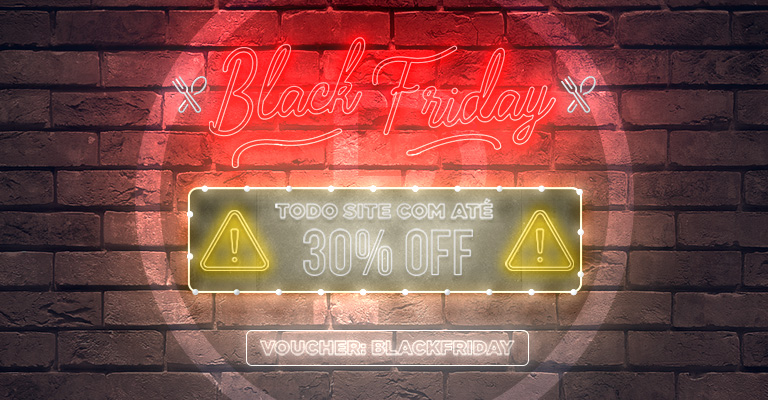 Black Friday
TODO SITE COM ATÉ
30% OFF
VOUCHER: BLACKFRIDAY